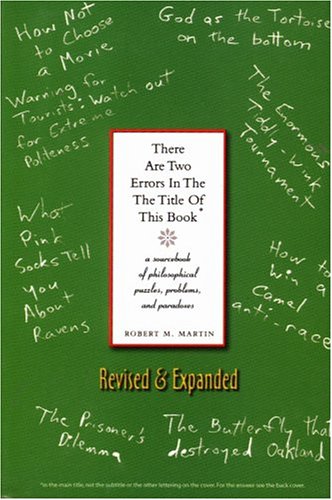 How Not
to Choose
a Movie
God as the Tortoise
on the bottom
Warning for
Tourists: Watch out
for Extreme
Politeness
The Enormous
Tiddly-Wink
Tournament
There
Are Two
Errors In The
The Title Of
This Book*
a sourcebook
of philosophical
puzzles, problems,
and paradoxes
ROBERT M. MARTIN
What
Pink
Socks Tell
you
About
Ravens
How to
win a
Camel
anti-race
Revised & Expanded
The Prisoner's
Dilemma
The Butterfly that
destroyed Oakland
*in the main title, not the subtitle or the other lettering on the cover. For the answer see the back cover.